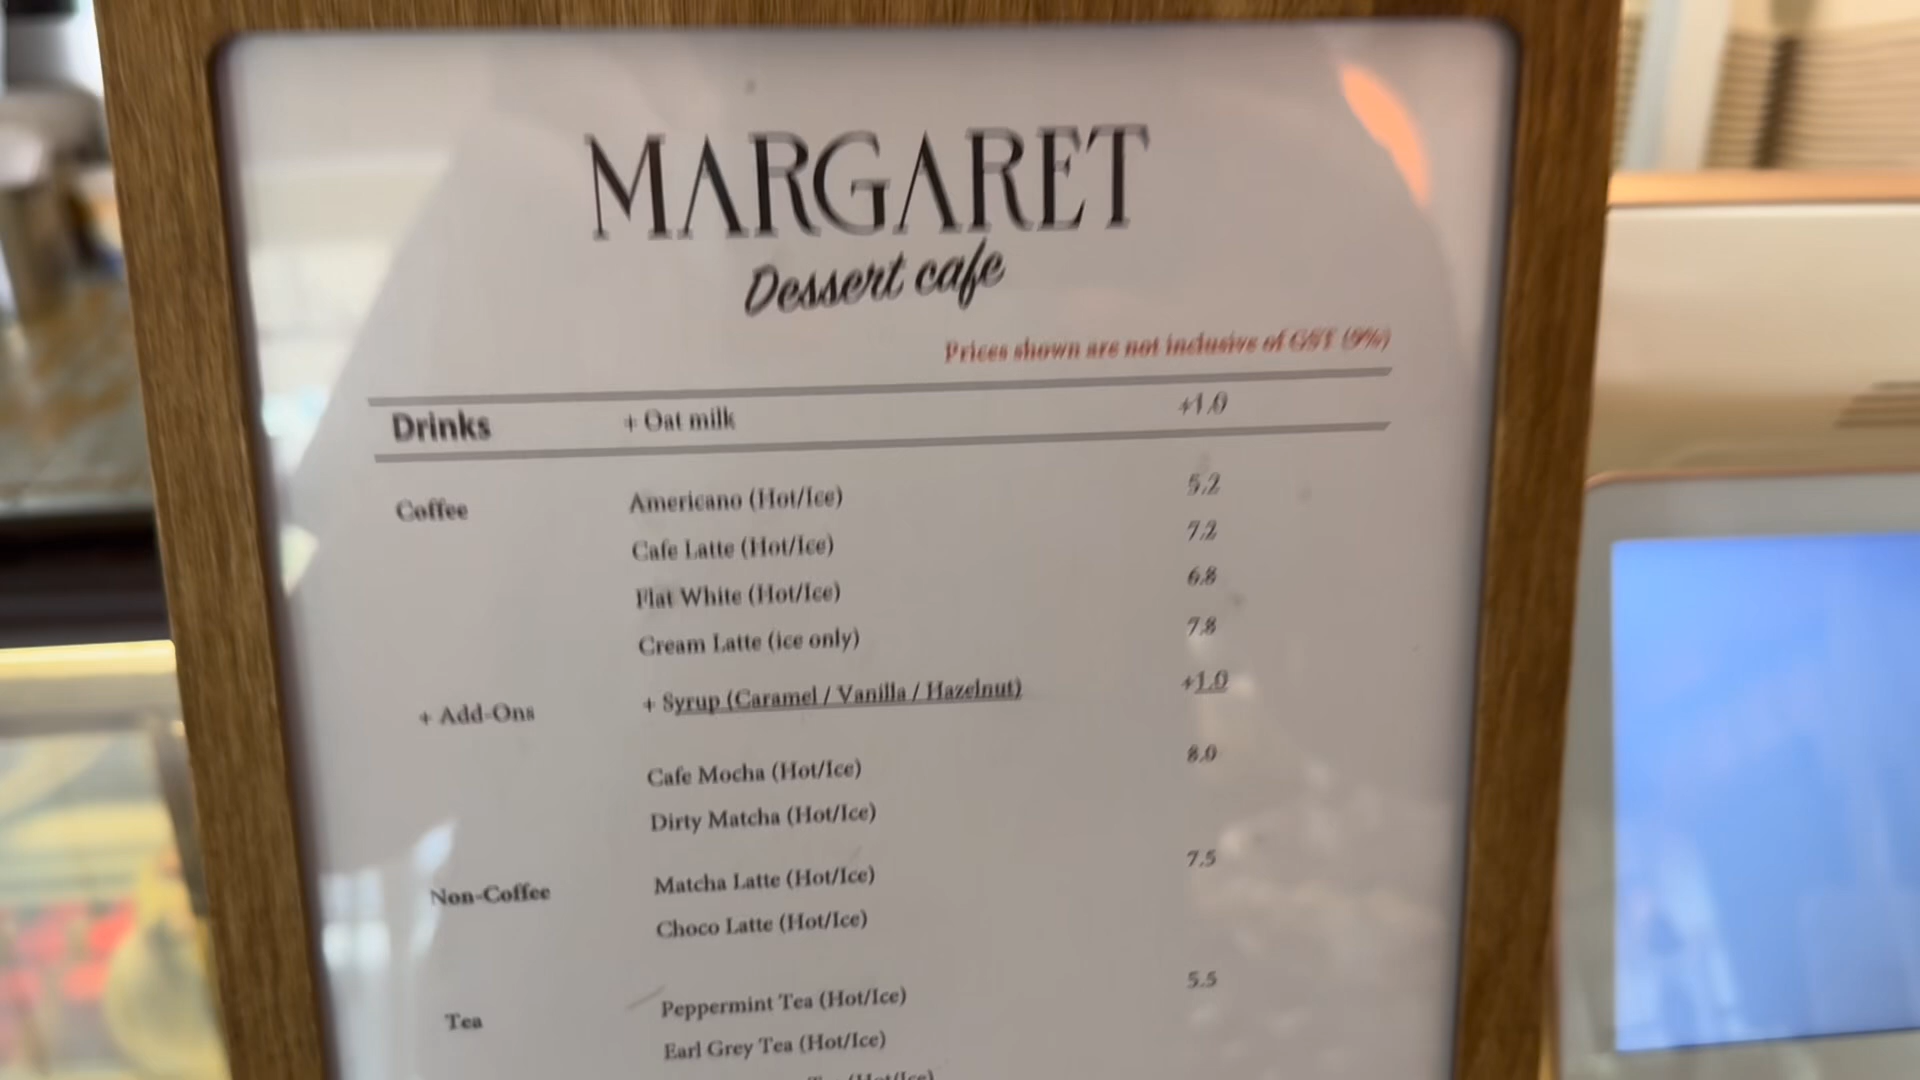 MARGARET
Dessert cafe
Prices shown are not inclusive of GST (9%)
Drinks + Oat milk +1.0
Coffee Americano (Hot/Ice) 5.2
Cafe Latte (Hot/Ice) 7.2
Flat White (Hot/Ice) 6.8
Cream Latte (ice only) 7.8
+ Add-Ons + Syrup (Caramel / Vanilla / Hazelnut) +1.0
Cafe Mocha (Hot/Ice) 8.0
Dirty Matcha (Hot/Ice)
Non-Coffee Matcha Latte (Hot/Ice) 7.5
Choco Latte (Hot/Ice)
Tea Peppermint Tea (Hot/Ice) 5.5
Earl Grey Tea (Hot/Ice)
(Hot/Ice)